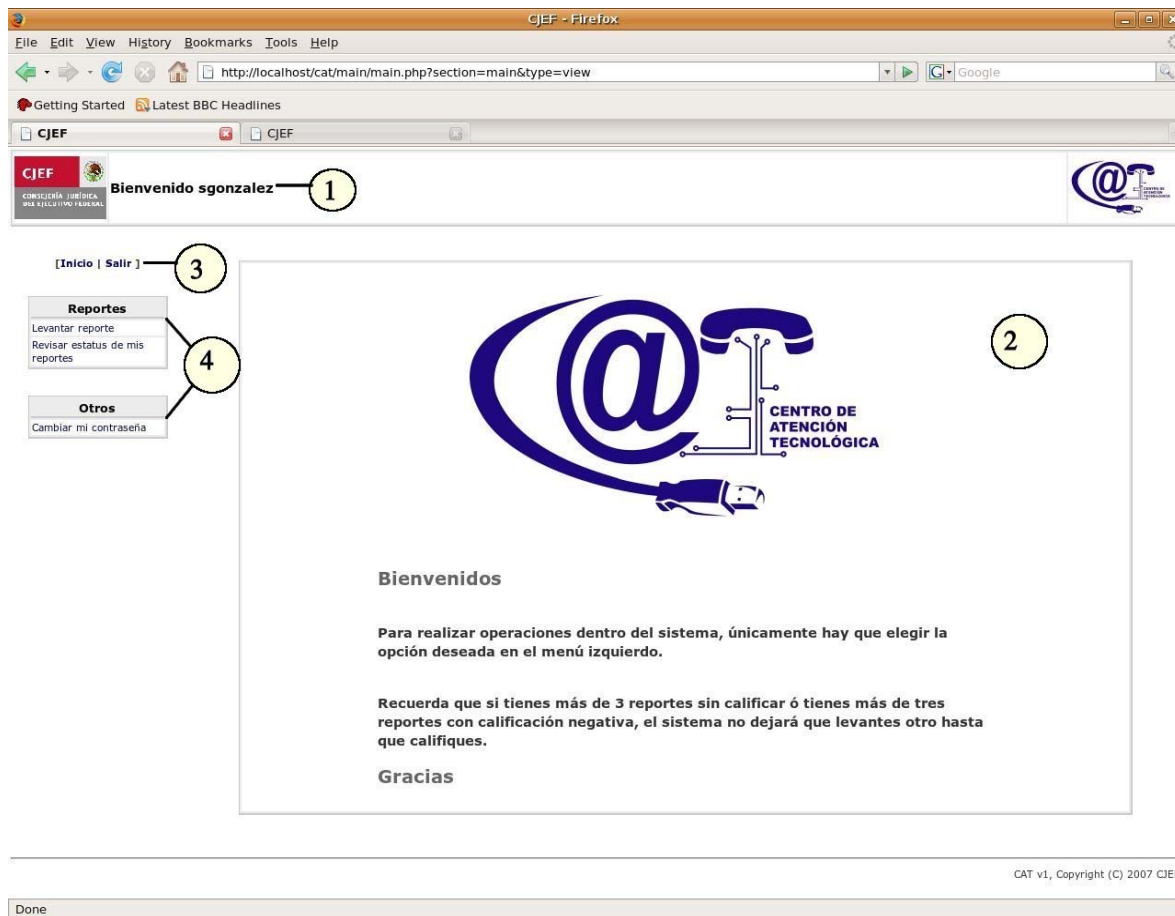 CJEF - Firefox
File Edit View History Bookmarks Tools Help
http://localhost/cat/main/main.php?section=main&type=view
G Google
Getting Started Latest BBC Headlines
CJEF CJEF
CJEF
CONSEJERÍA JURÍDICA
DEL EJECUTIVO FEDERAL
Bienvenido sgonzalez
1
@T
CENTRO DE
ATENCIÓN
TECNOLÓGICA
[Inicio | Salir ]
3
Reportes
Levantar reporte
Revisar estatus de mis
reportes
4
Otros
Cambiar mi contraseña
2
@T
CENTRO DE
ATENCIÓN
TECNOLÓGICA
Bienvenidos
Para realizar operaciones dentro del sistema, únicamente hay que elegir la
opción deseada en el menú izquierdo.
Recuerda que si tienes más de 3 reportes sin calificar ó tienes más de tres
reportes con calificación negativa, el sistema no dejará que levantes otro hasta
que califiques.
Gracias
CAT v1, Copyright (C) 2007 CJE
Done